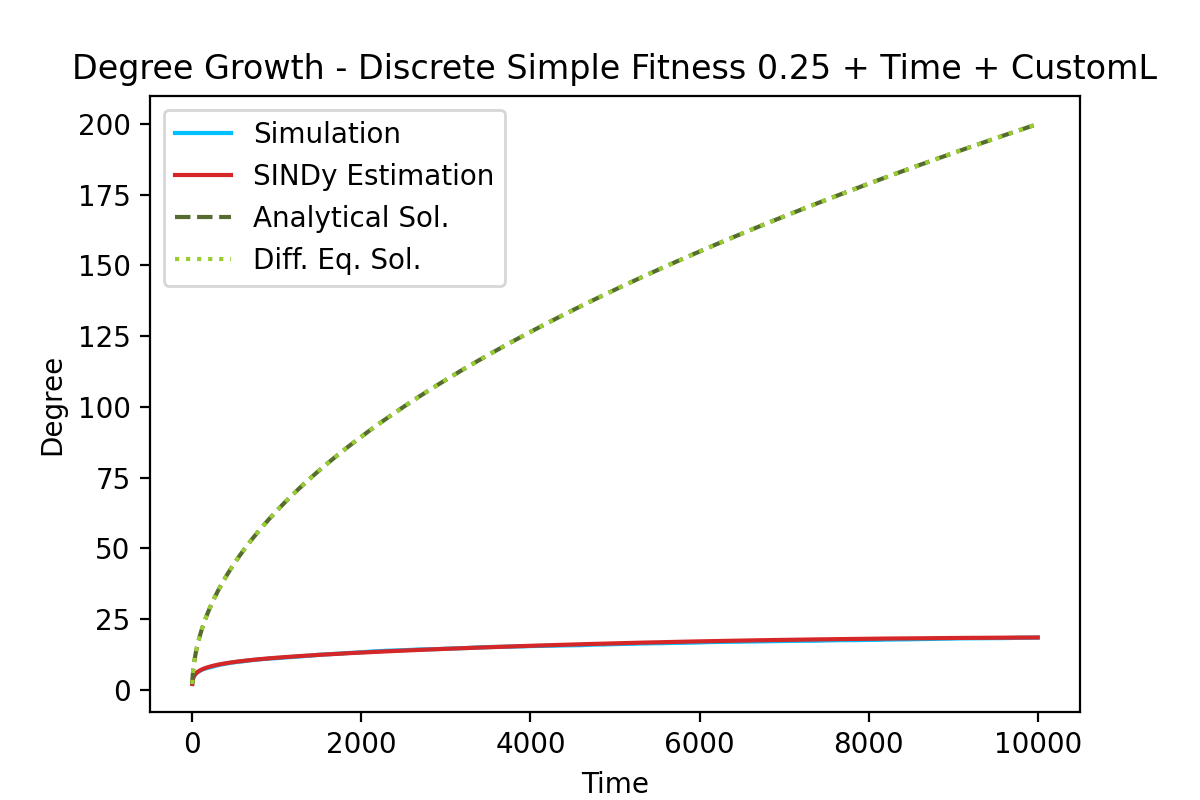 Degree Growth - Discrete Simple Fitness 0.25 + Time + CustomL
Simulation
SINDy Estimation
Analytical Sol.
Diff. Eq. Sol.
200
175
150
125
100
75
50
25
0
Degree
0 2000 4000 6000 8000 10000
Time